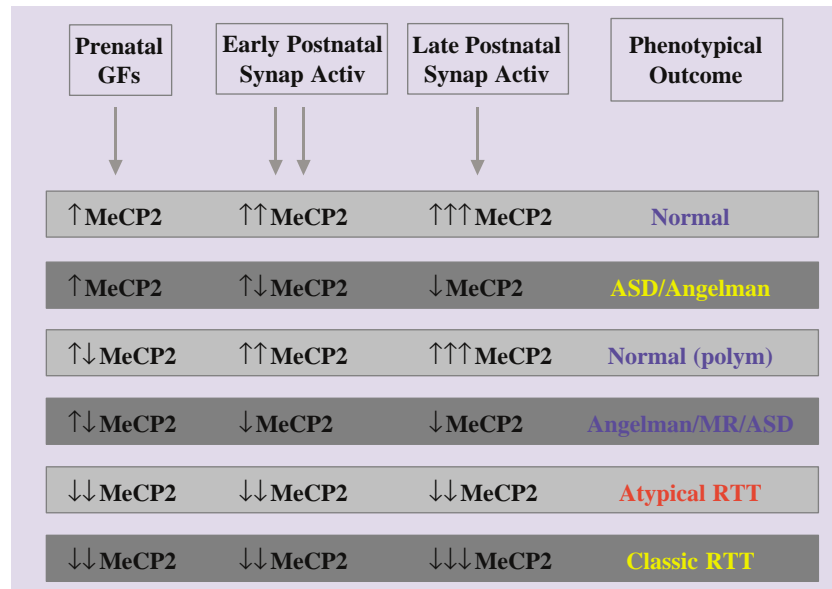 Prenatal GFs
Early Postnatal Synap Activ
Late Postnatal Synap Activ
Phenotypical Outcome
↑MeCP2 ↑↑MeCP2 ↑↑↑MeCP2 Normal
↑MeCP2 ↑↓MeCP2 ↓MeCP2 ASD/Angelman
↑↓MeCP2 ↑↑MeCP2 ↑↑↑MeCP2 Normal (polym)
↑↓MeCP2 ↓MeCP2 ↓MeCP2 Angelman/MR/ASD
↓↓MeCP2 ↓↓MeCP2 ↓↓MeCP2 Atypical RTT
↓↓MeCP2 ↓↓MeCP2 ↓↓↓MeCP2 Classic RTT